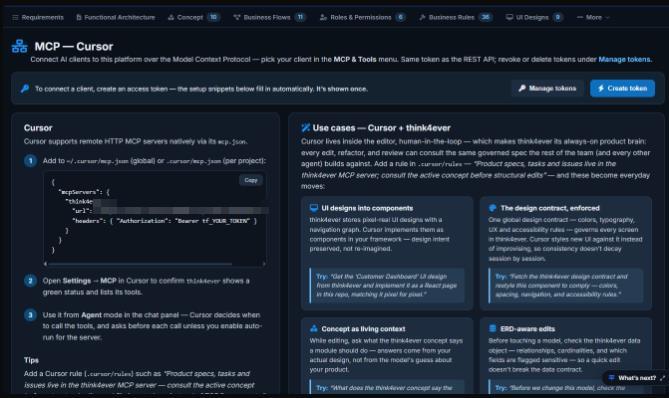 Requirements Functional Architecture Concept 10 Business Flows 11 Roles & Permissions 6 Business Rules 36 UI Designs 9 ••• More
MCP — Cursor
Connect AI clients to this platform over the Model Context Protocol — pick your client in the MCP & Tools menu. Same token as the REST API; revoke or delete tokens under Manage tokens.
To connect a client, create an access token — the setup snippets below fill in automatically. It's shown once.
Manage tokens
Create token
Cursor
Cursor supports remote HTTP MCP servers natively via its mcp.json.
1 Add to ~/.cursor/mcp.json (global) or .cursor/mcp.json (per project):
Copy
{
"mcpServers": {
"think4e
"url":
"headers": { "Authorization": "Bearer tf_YOUR_TOKEN" }
}
}
}
2 Open Settings → MCP in Cursor to confirm think4ever shows a
green status and lists its tools.
3 Use it from Agent mode in the chat panel — Cursor decides when
to call the tools, and asks before each call unless you enable auto-
run for the server.
Tips
Add a Cursor rule (.cursor/rules) such as "Product specs, tasks and
issues live in the think4ever MCP server — consult the active concept
Use cases — Cursor + think4ever
Cursor lives inside the editor, human-in-the-loop — which makes think4ever its always-on product brain:
every edit, refactor, and review can consult the same governed spec the rest of the team (and every other
agent) builds against. Add a rule in .cursor/rules — "Product specs, tasks and issues live in the
think4ever MCP server; consult the active concept before structural edits" — and these become everyday
moves:
UI designs into components
think4ever stores pixel-real UI designs with a
navigation graph. Cursor implements them as
components in your framework — design intent
preserved, not re-imagined.
Try: "Get the 'Customer Dashboard' UI design
from think4ever and implement it as a React page
in this repo, matching it pixel for pixel."
The design contract, enforced
One global design contract — colors, typography,
UX and accessibility rules — governs every screen
in think4ever. Cursor styles new UI against it instead
of improvising, so consistency doesn't decay
session by session.
Try: "Fetch the think4ever design contract and
restyle this component to comply — colors,
spacing, navigation, and accessibility rules."
Concept as living context
While editing, ask what the think4ever concept says
a module should do — answers come from your
actual design, not from the model's guess about
your product.
Try: "What does the think4ever concept say the
ERD-aware edits
Before touching a model, check the think4ever data
object — relationships, cardinalities, and which
fields are flagged sensitive — so a quick edit
doesn't break the data contract.
Try: "Before we change this model, check the
What's next?